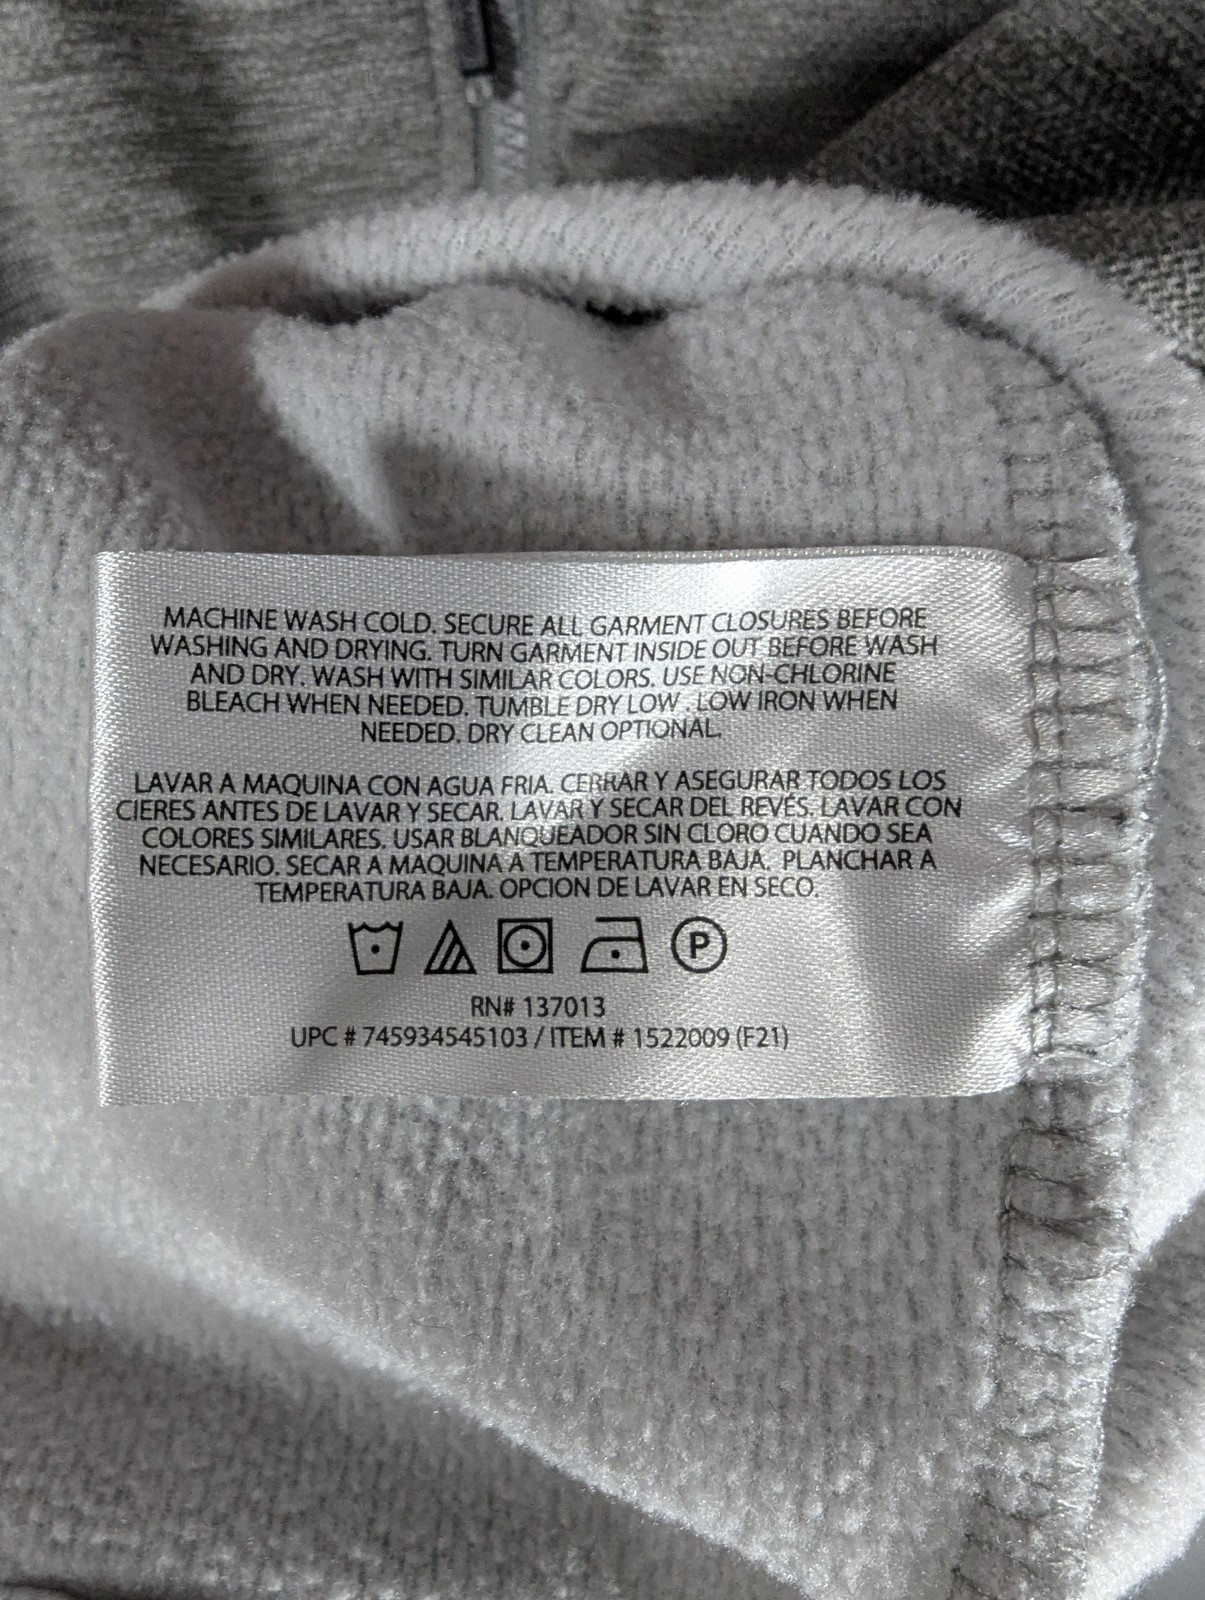 MACHINE WASH COLD. SECURE ALL GARMENT CLOSURES BEFORE
WASHING AND DRYING. TURN GARMENT INSIDE OUT BEFORE WASH
AND DRY. WASH WITH SIMILAR COLORS. USE NON-CHLORINE
BLEACH WHEN NEEDED. TUMBLE DRY LOW . LOW IRON WHEN
NEEDED. DRY CLEAN OPTIONAL.
LAVAR A MAQUINA CON AGUA FRIA. CERRAR Y ASEGURAR TODOS LOS
CIERES ANTES DE LAVAR Y SECAR. LAVAR Y SECAR DEL REVÉS. LAVAR CON
COLORES SIMILARES. USAR BLANQUEADOR SIN CLORO CUANDO SEA
NECESARIO. SECAR A MAQUINA A TEMPERATURA BAJA. PLANCHAR A
TEMPERATURA BAJA. OPCION DE LAVAR EN SECO.
P
RN# 137013
UPC # 745934545103 / ITEM # 1522009 (F21)